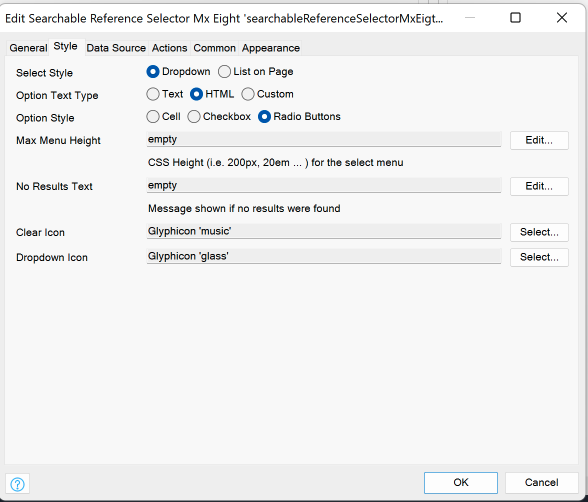 Edit Searchable Reference Selector Mx Eight 'searchableReferenceSelectorMxEigt...
General Style Data Source Actions Common Appearance
Select Style Dropdown List on Page
Option Text Type Text HTML Custom
Option Style Cell Checkbox Radio Buttons
Max Menu Height empty Edit...
CSS Height (i.e. 200px, 20em ... ) for the select menu
No Results Text empty Edit...
Message shown if no results were found
Clear Icon Glyphicon 'music' Select...
Dropdown Icon Glyphicon 'glass' Select...
? OK Cancel